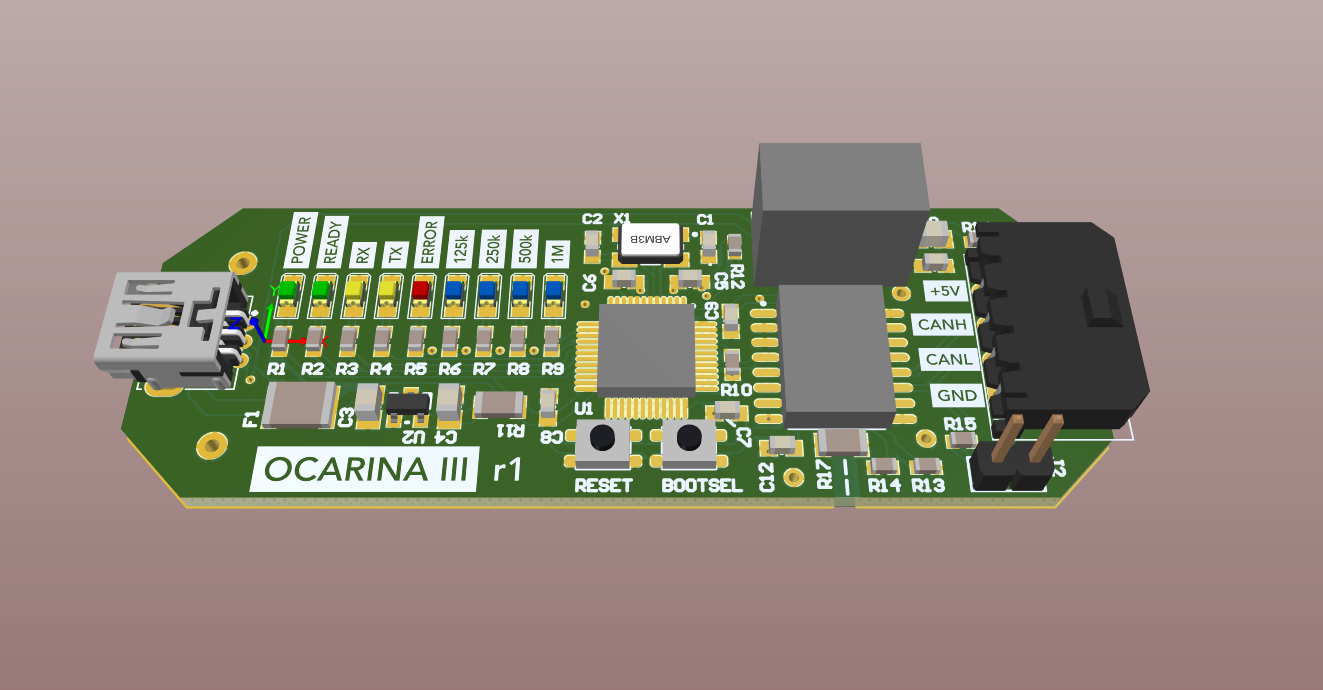 POWER
READY
RX
TX
ERROR
125k
250k
500k
1M
C2
X1
C1
ABM3B
R12
C6
C5
C9
+5V
CANH
CANL
GND
Y
X
R1
R2
R3
R4
R5
R6
R7
R8
R9
R10
F1
C3
U2
C4
R11
C8
U1
C7
R15
OCARINA III r1
RESET
BOOTSEL
C12
R17
R14
R13